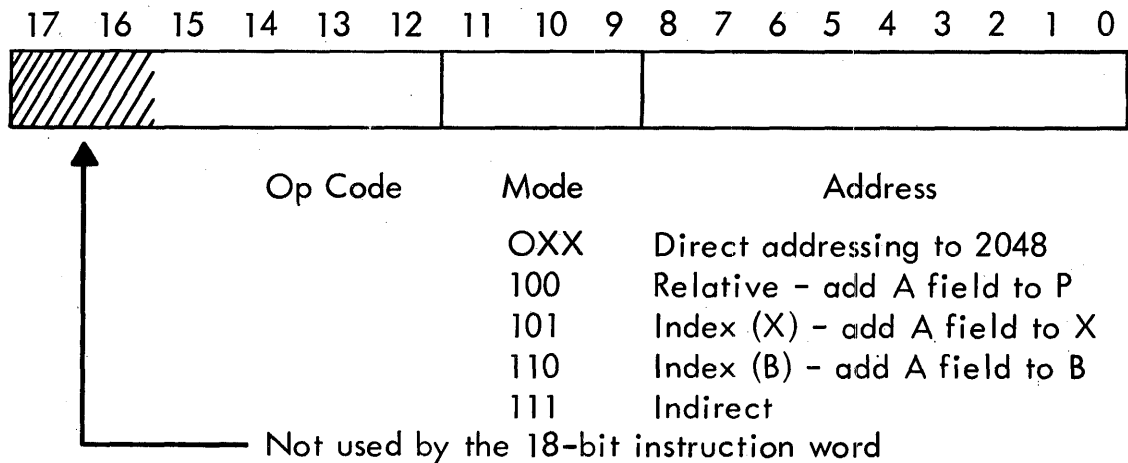 17 16 15 14 13 12 11 10 9 8 7 6 5 4 3 2 1 0
Op Code Mode Address
OXX Direct addressing to 2048
100 Relative - add A field to P
101 Index (X) - add A field to X
110 Index (B) - add A field to B
111 Indirect
Not used by the 18-bit instruction word